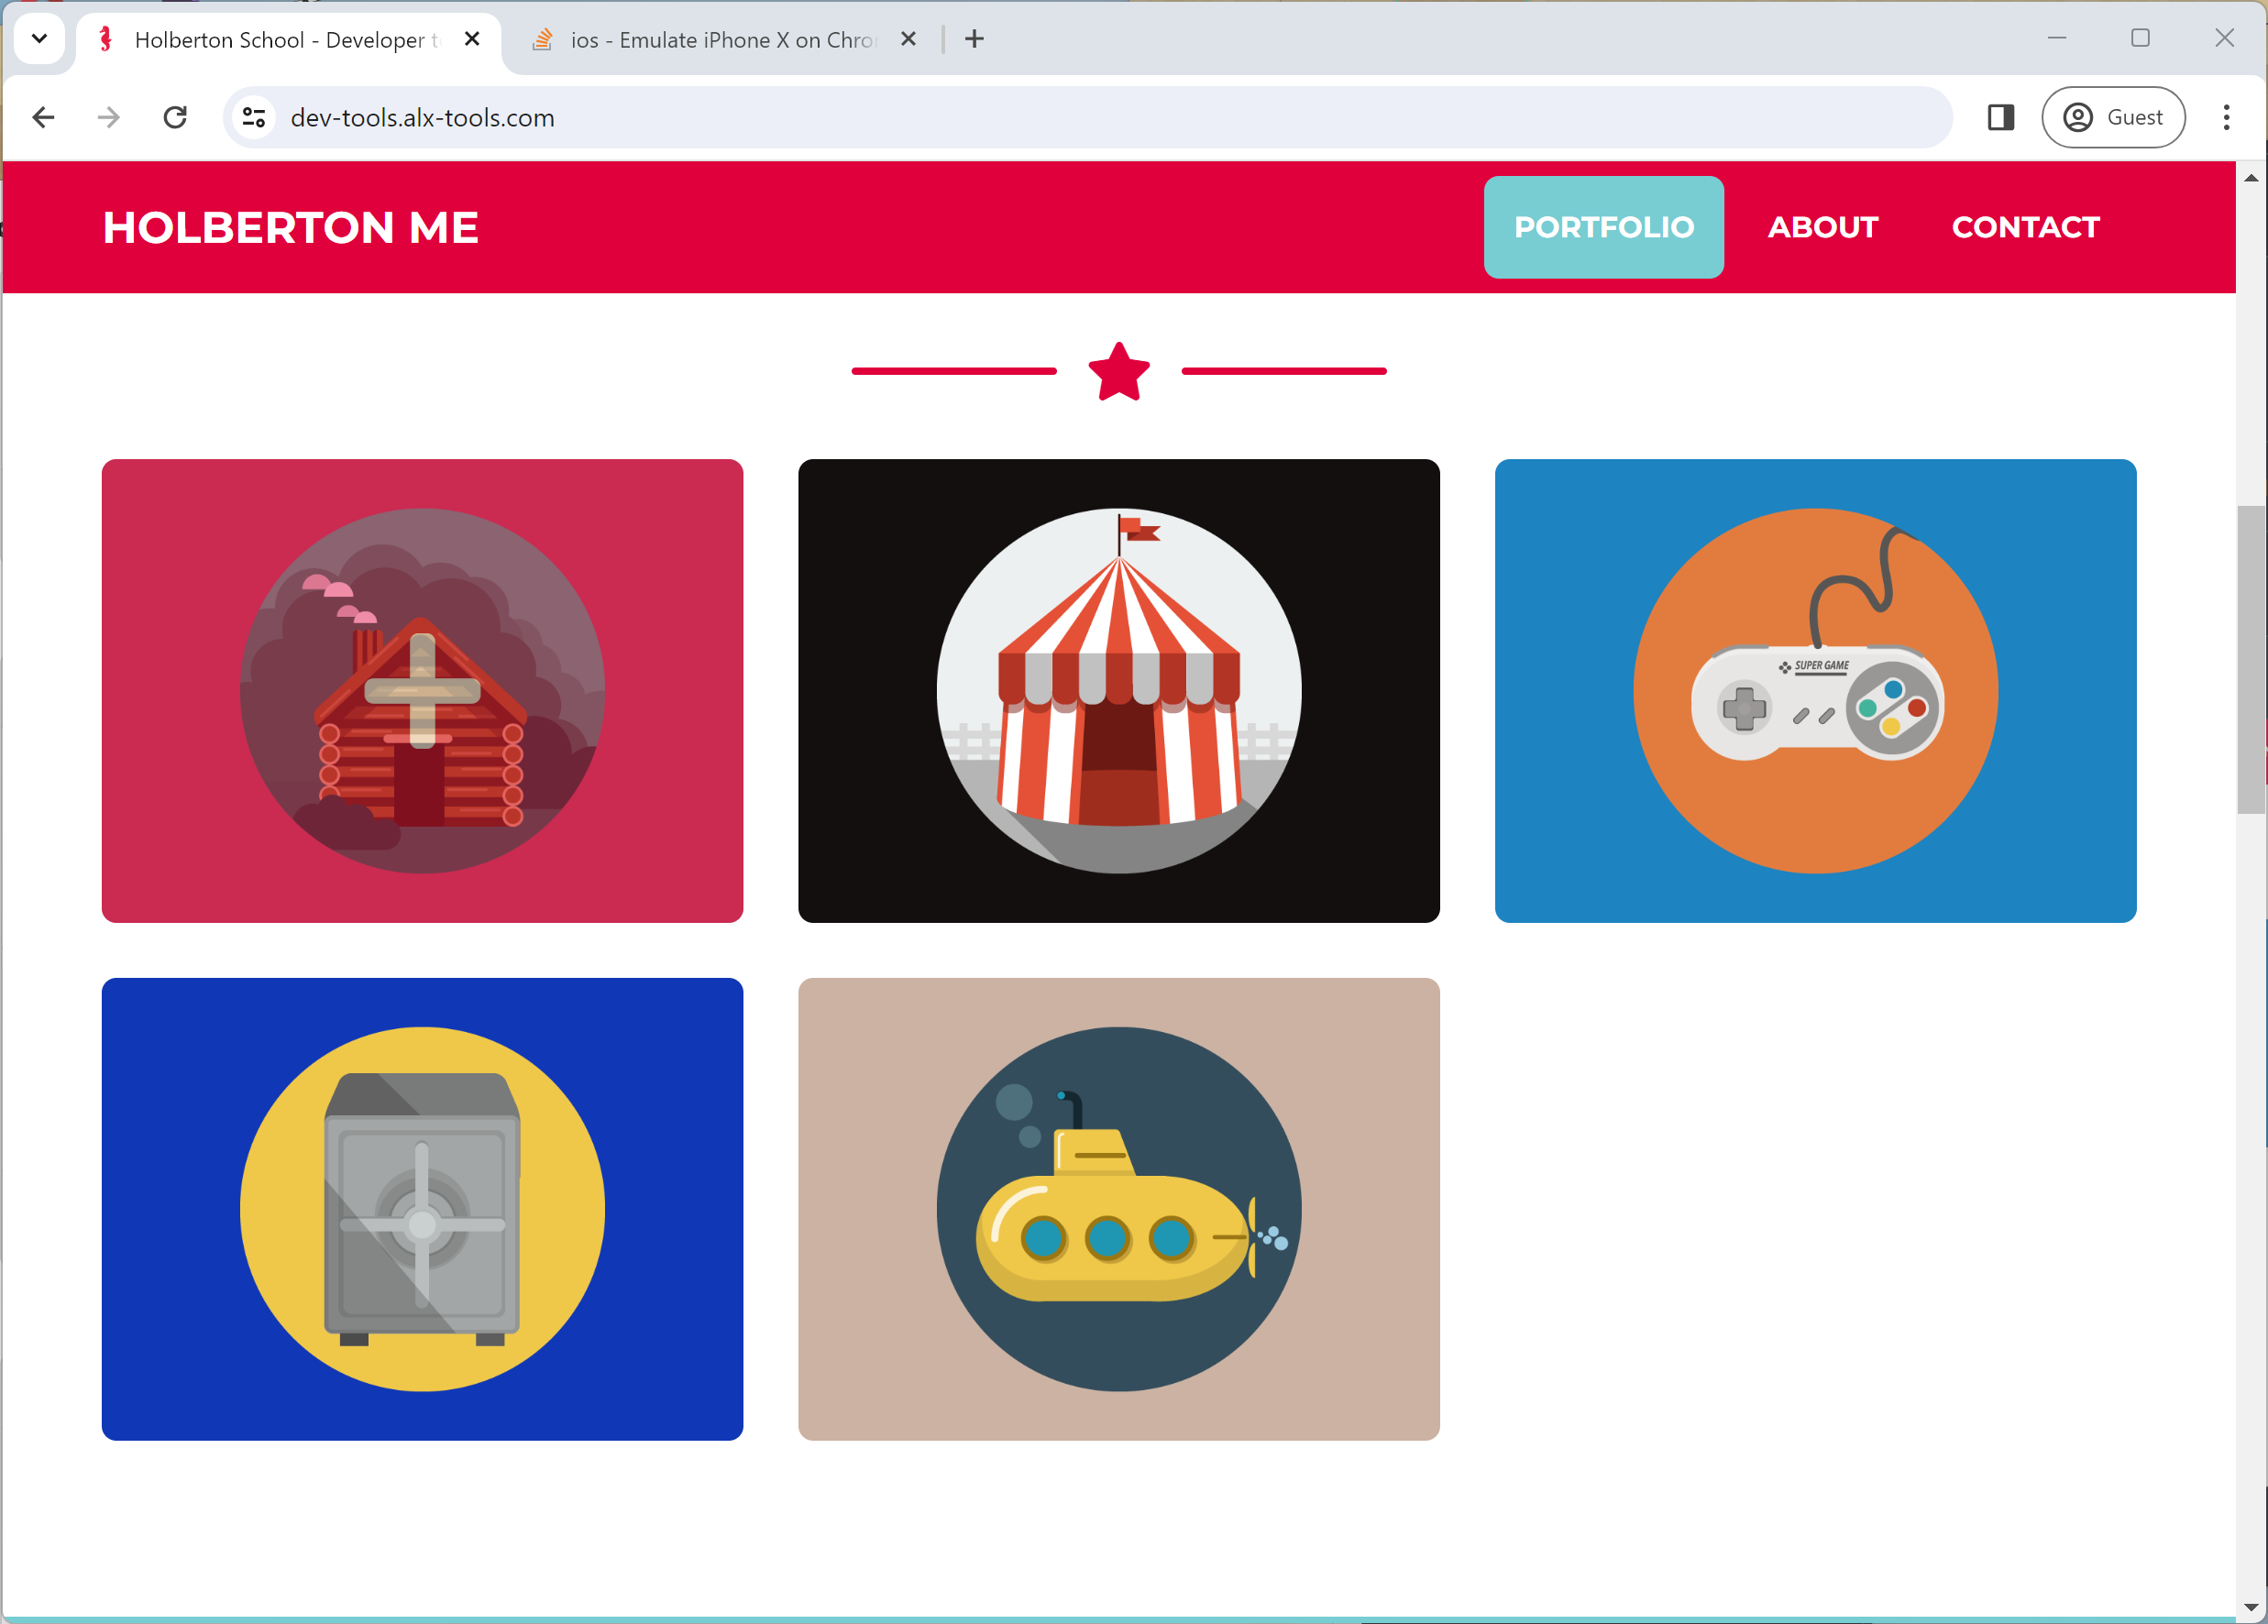 Holberton School - Developer t
ios - Emulate iPhone X on Chro
dev-tools.alx-tools.com
Guest
HOLBERTON ME
PORTFOLIO
ABOUT
CONTACT
SUPER GAME